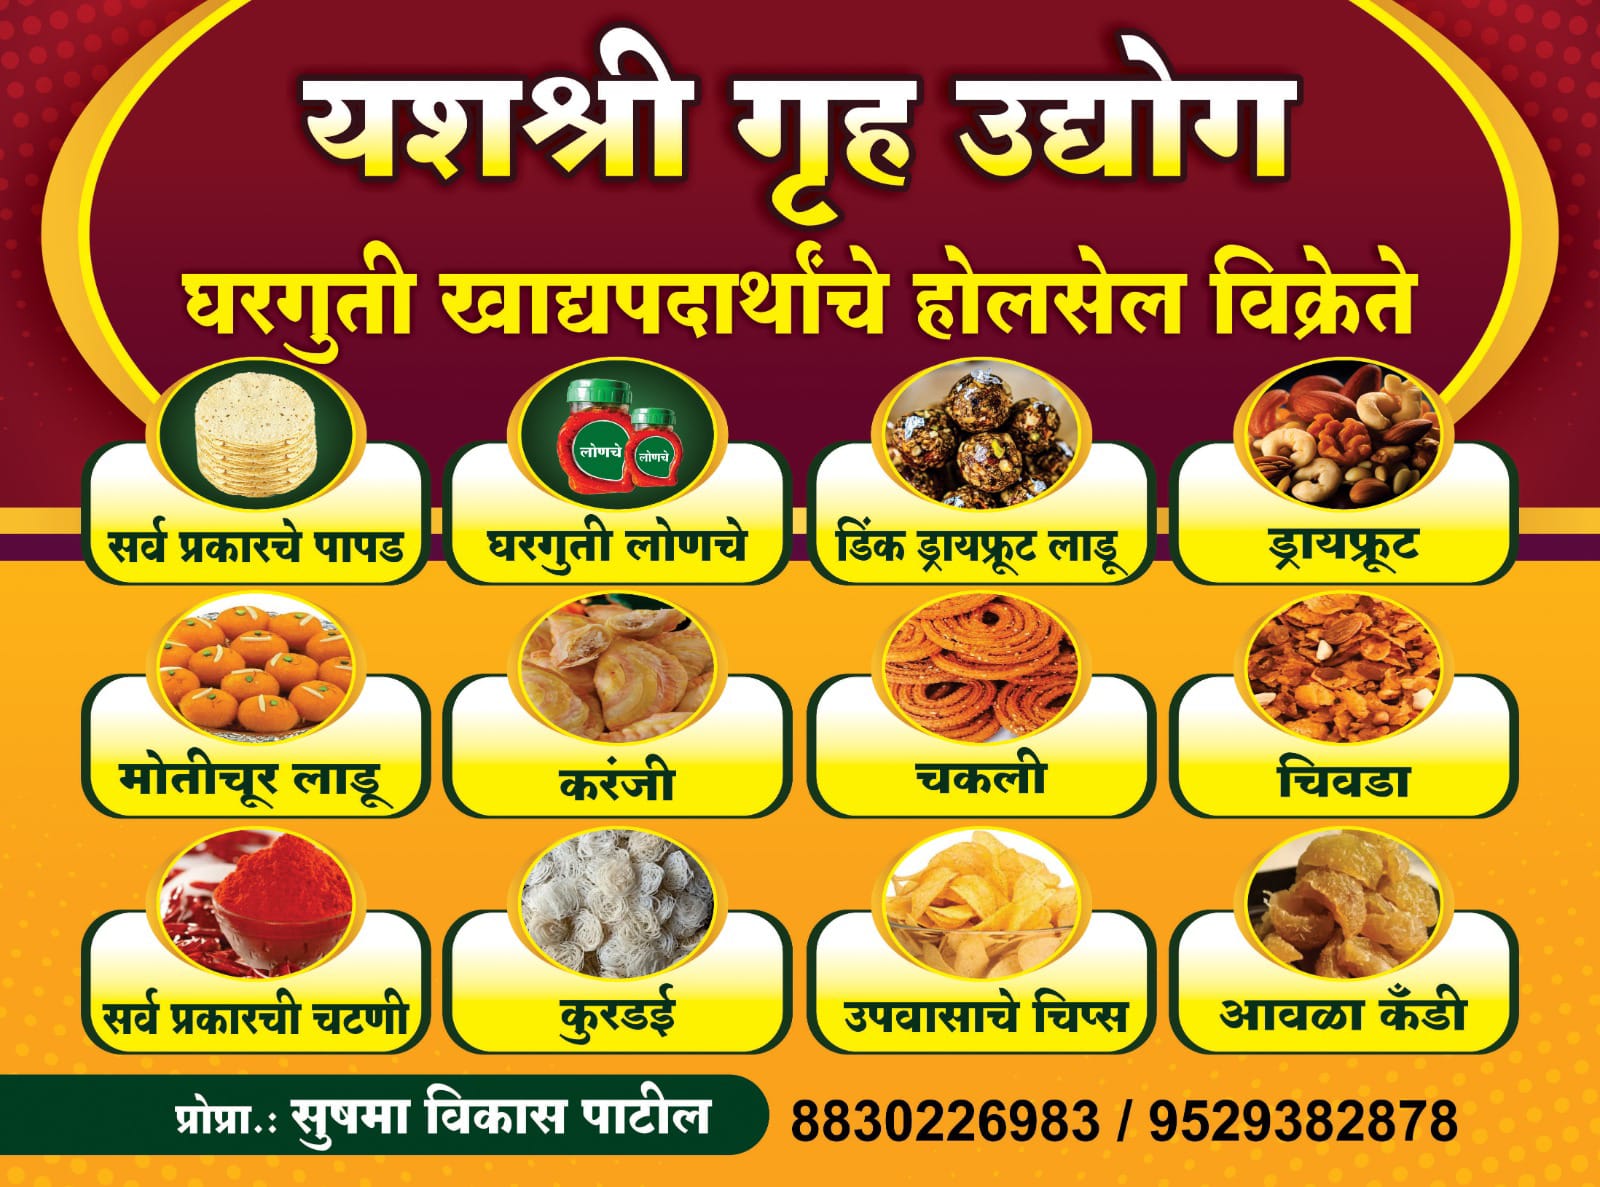 यशश्री गृह उद्योग
घरगुती खाद्यपदार्थांचे होलसेल विक्रेते
लोणचे लोणचे
सर्व प्रकारचे पापड घरगुती लोणचे डिंक ड्रायफ्रूट लाडू ड्रायफ्रूट
मोतीचूर लाडू करंजी चकली चिवडा
सर्व प्रकारची चटणी कुरडई उपवासाचे चिप्स आवळा कँडी
प्रोप्रा.: सुषमा विकास पाटील 8830226983 / 9529382878